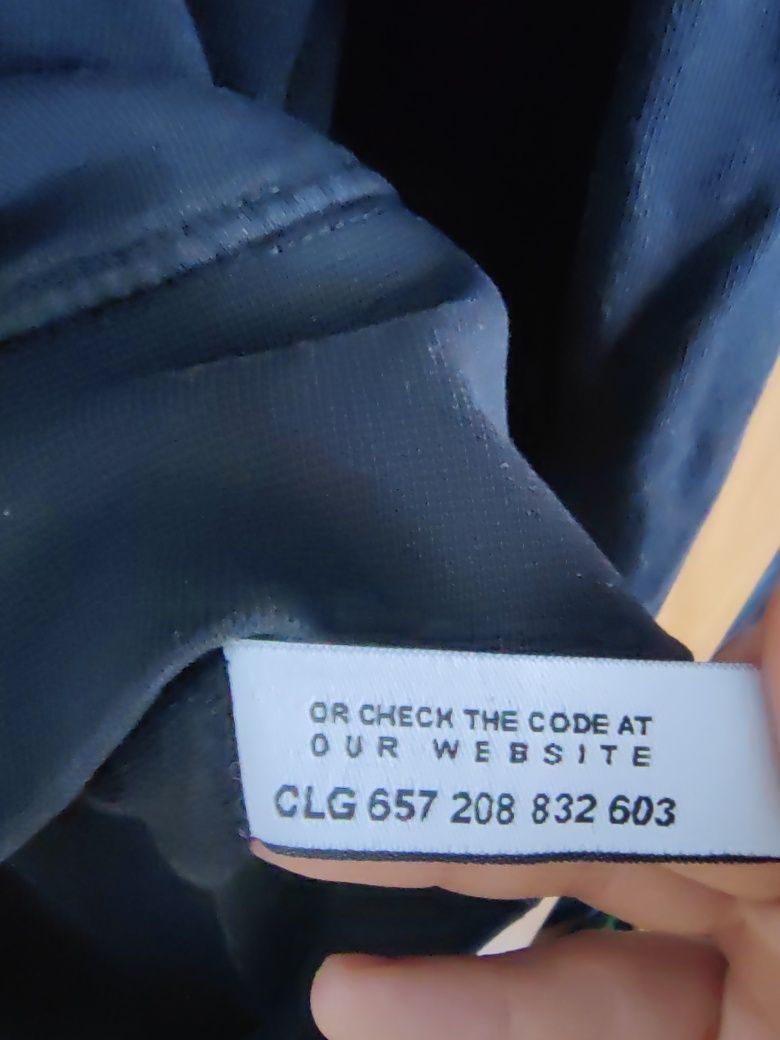 OR CHECK THE CODE AT
OUR WEBSITE
CLG 657 208 832 603